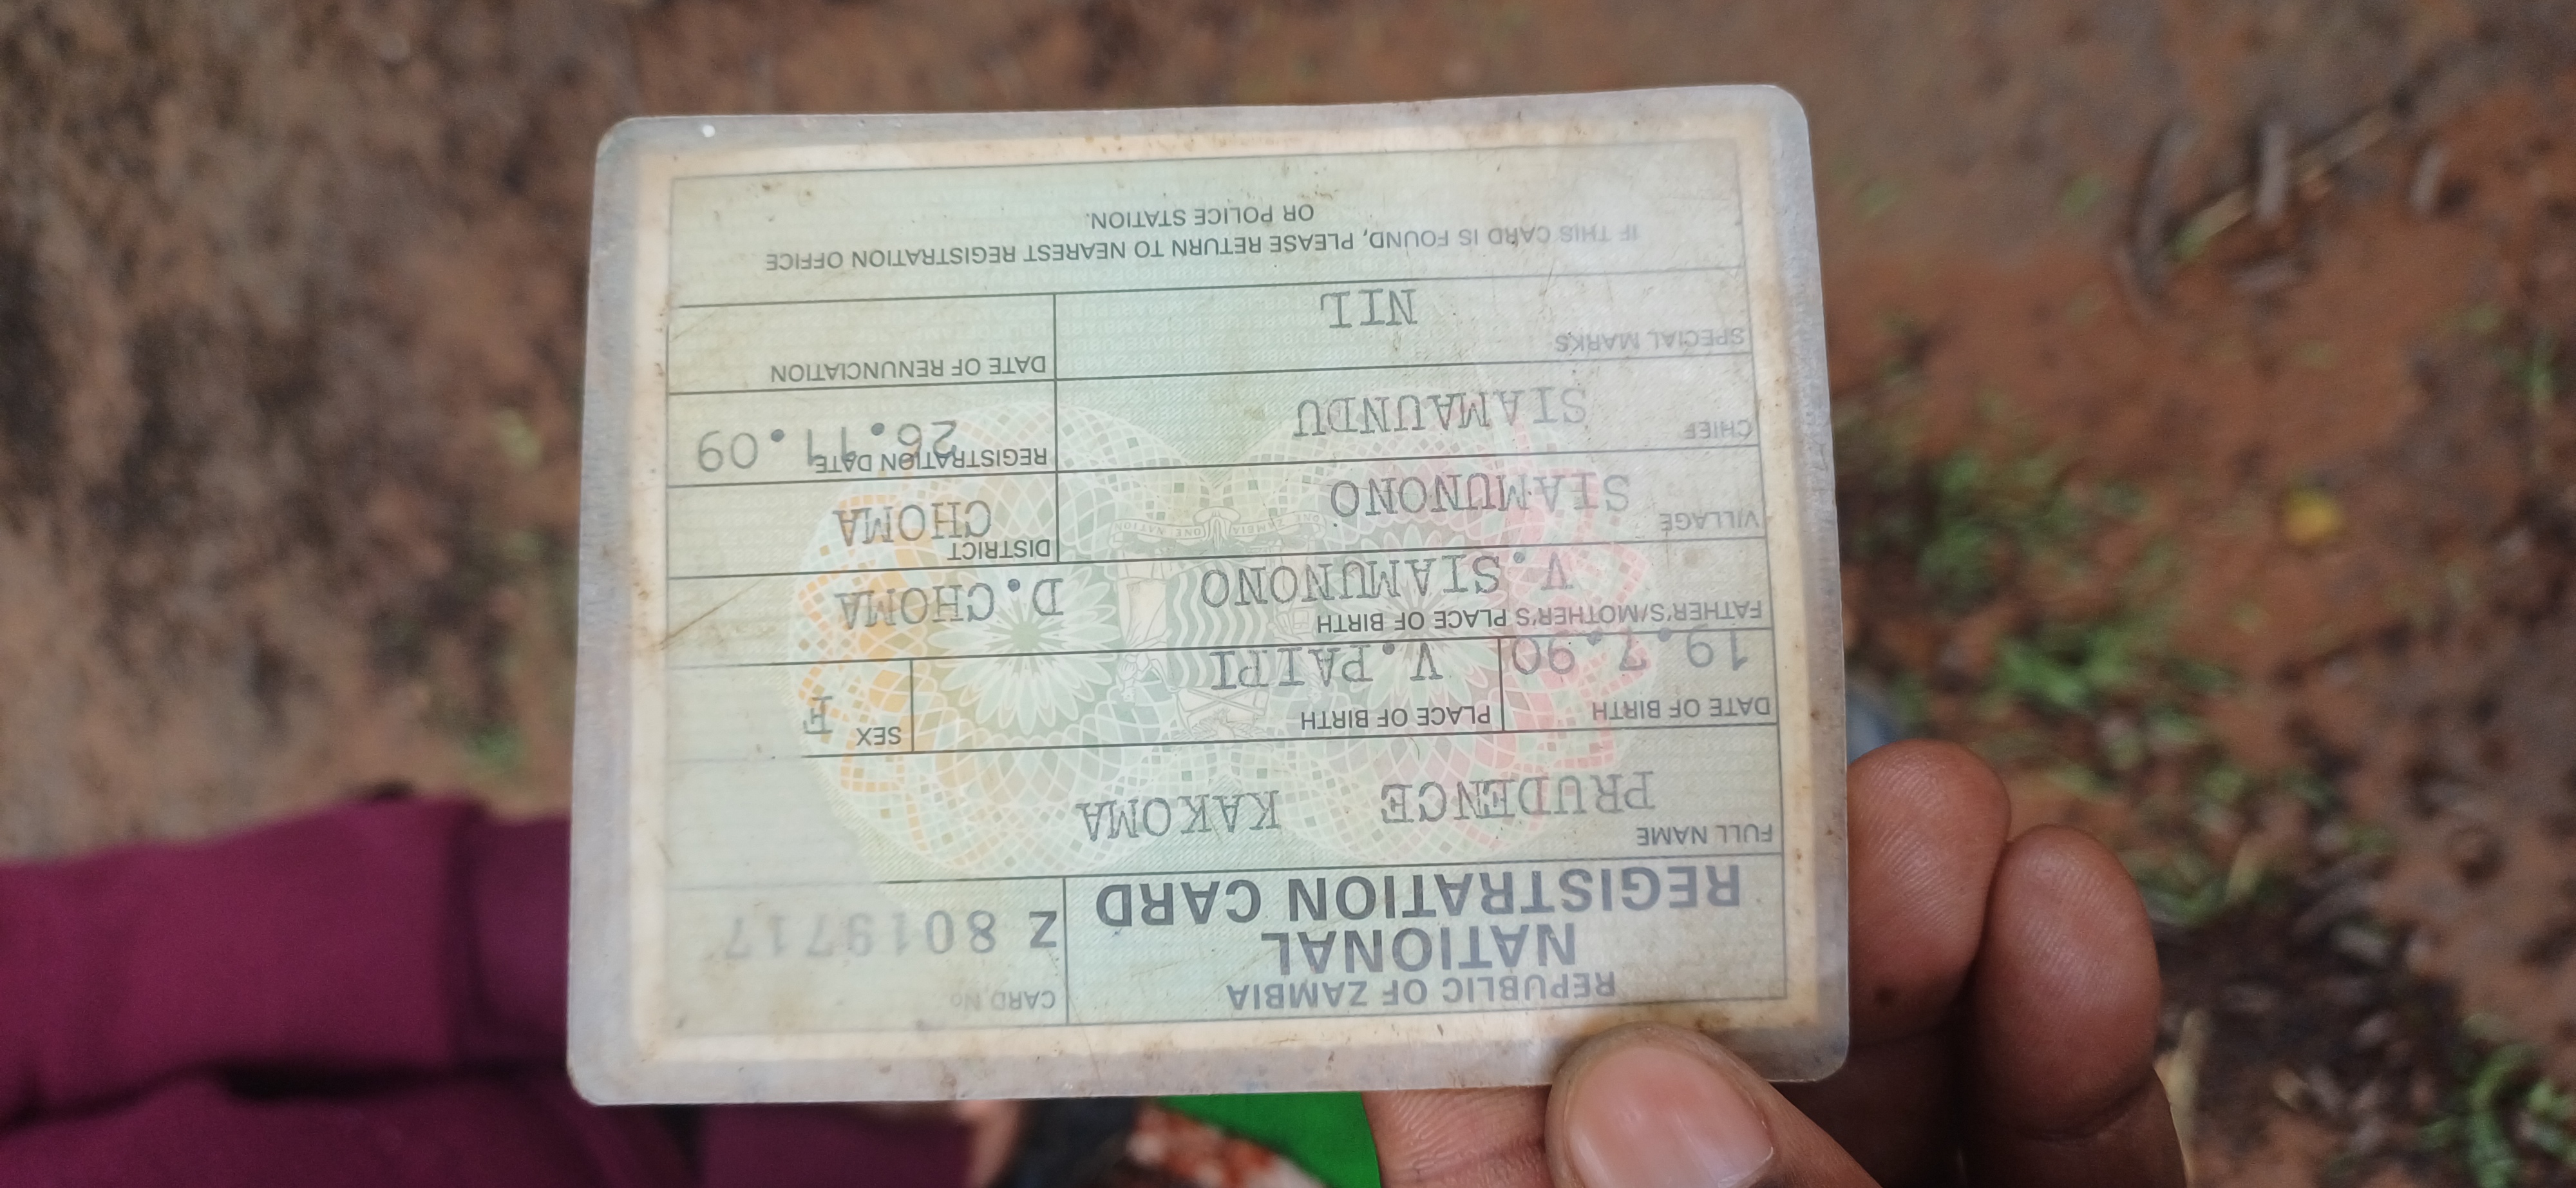 REPUBLIC OF ZAMBIA
NATIONAL
REGISTRATION CARD
CARD No
Z 8019717
FULL NAME
PRUDENCE KAKOMA
DATE OF BIRTH
19.7.90
PLACE OF BIRTH
V. PAIPI
SEX
F
FATHER'S/MOTHER'S PLACE OF BIRTH
V. SIAMUNONO D. CHOMA
VILLAGE
SIAMUNONO
DISTRICT
CHOMA
CHIEF
SIAMAUNDU
REGISTRATION DATE
26.11.09
SPECIAL MARKS
NIL
DATE OF RENUNCIATION
IF THIS CARD IS FOUND, PLEASE RETURN TO NEAREST REGISTRATION OFFICE
OR POLICE STATION.